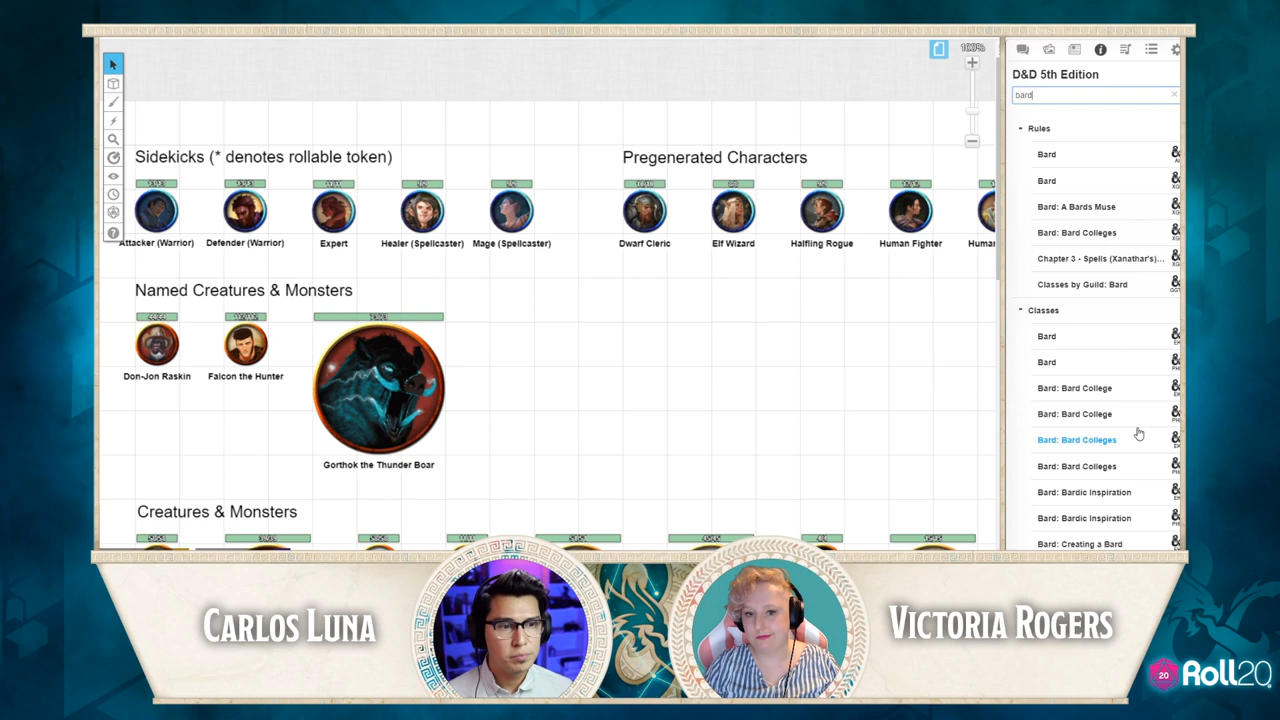 100%
D&D 5th Edition
bard
Rules
Bard
Bard
Bard: A Bards Muse
Bard: Bard Colleges
Chapter 3 - Spells (Xanathar's)...
Classes by Guild: Bard
Classes
Bard
Bard
Bard: Bard College
Bard: Bard College
Bard: Bard Colleges
Bard: Bard Colleges
Bard: Bardic Inspiration
Bard: Bardic Inspiration
Bard: Creating a Bard
Sidekicks (* denotes rollable token)
Attacker (Warrior)
Defender (Warrior)
Expert
Healer (Spellcaster)
Mage (Spellcaster)
Pregenerated Characters
Dwarf Cleric
Elf Wizard
Halfling Rogue
Human Fighter
Human
Named Creatures & Monsters
Don-Jon Raskin
Falcon the Hunter
Gorthok the Thunder Boar
Creatures & Monsters
CARLOS LUNA
VICTORIA ROGERS
20
Roll20